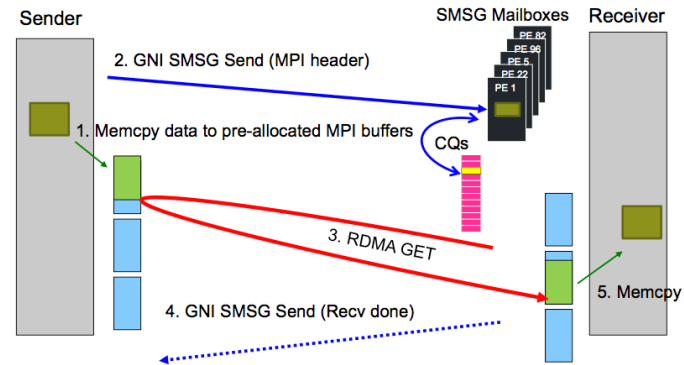 Sender
SMSG Mailboxes
Receiver
PE 82
PE 96
PE 5
PE 22
PE 1
2. GNI SMSG Send (MPI header)
1. Memcpy data to pre-allocated MPI buffers
CQs
3. RDMA GET
4. GNI SMSG Send (Recv done)
5. Memcpy